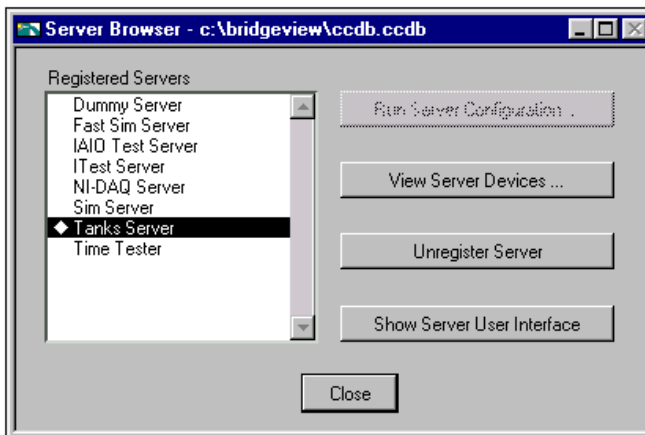 Server Browser - c:\bridgeview\ccdb.ccdb
Registered Servers
Dummy Server
Fast Sim Server
IAIO Test Server
ITest Server
NI-DAQ Server
Sim Server
Tanks Server
Time Tester
Run Server Configuration ..
View Server Devices ...
Unregister Server
Show Server User Interface
Close